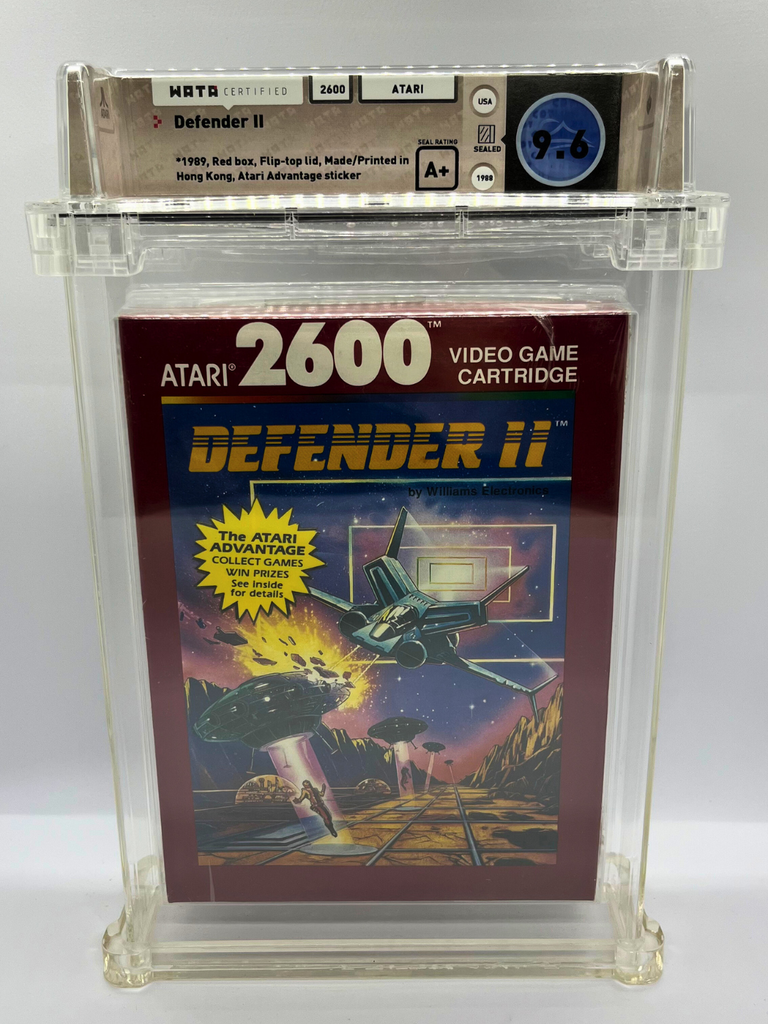 WATA CERTIFIED
2600
ATARI
USA
Defender II
SEALED
9.6
SEAL RATING
A+
1988
*1989, Red box, Flip-top lid, Made/Printed in
Hong Kong, Atari Advantage sticker
ATARI® 2600™
VIDEO GAME
CARTRIDGE
DEFENDER II™
by Williams Electronics
The ATARI
ADVANTAGE
COLLECT GAMES
WIN PRIZES
See inside
for details